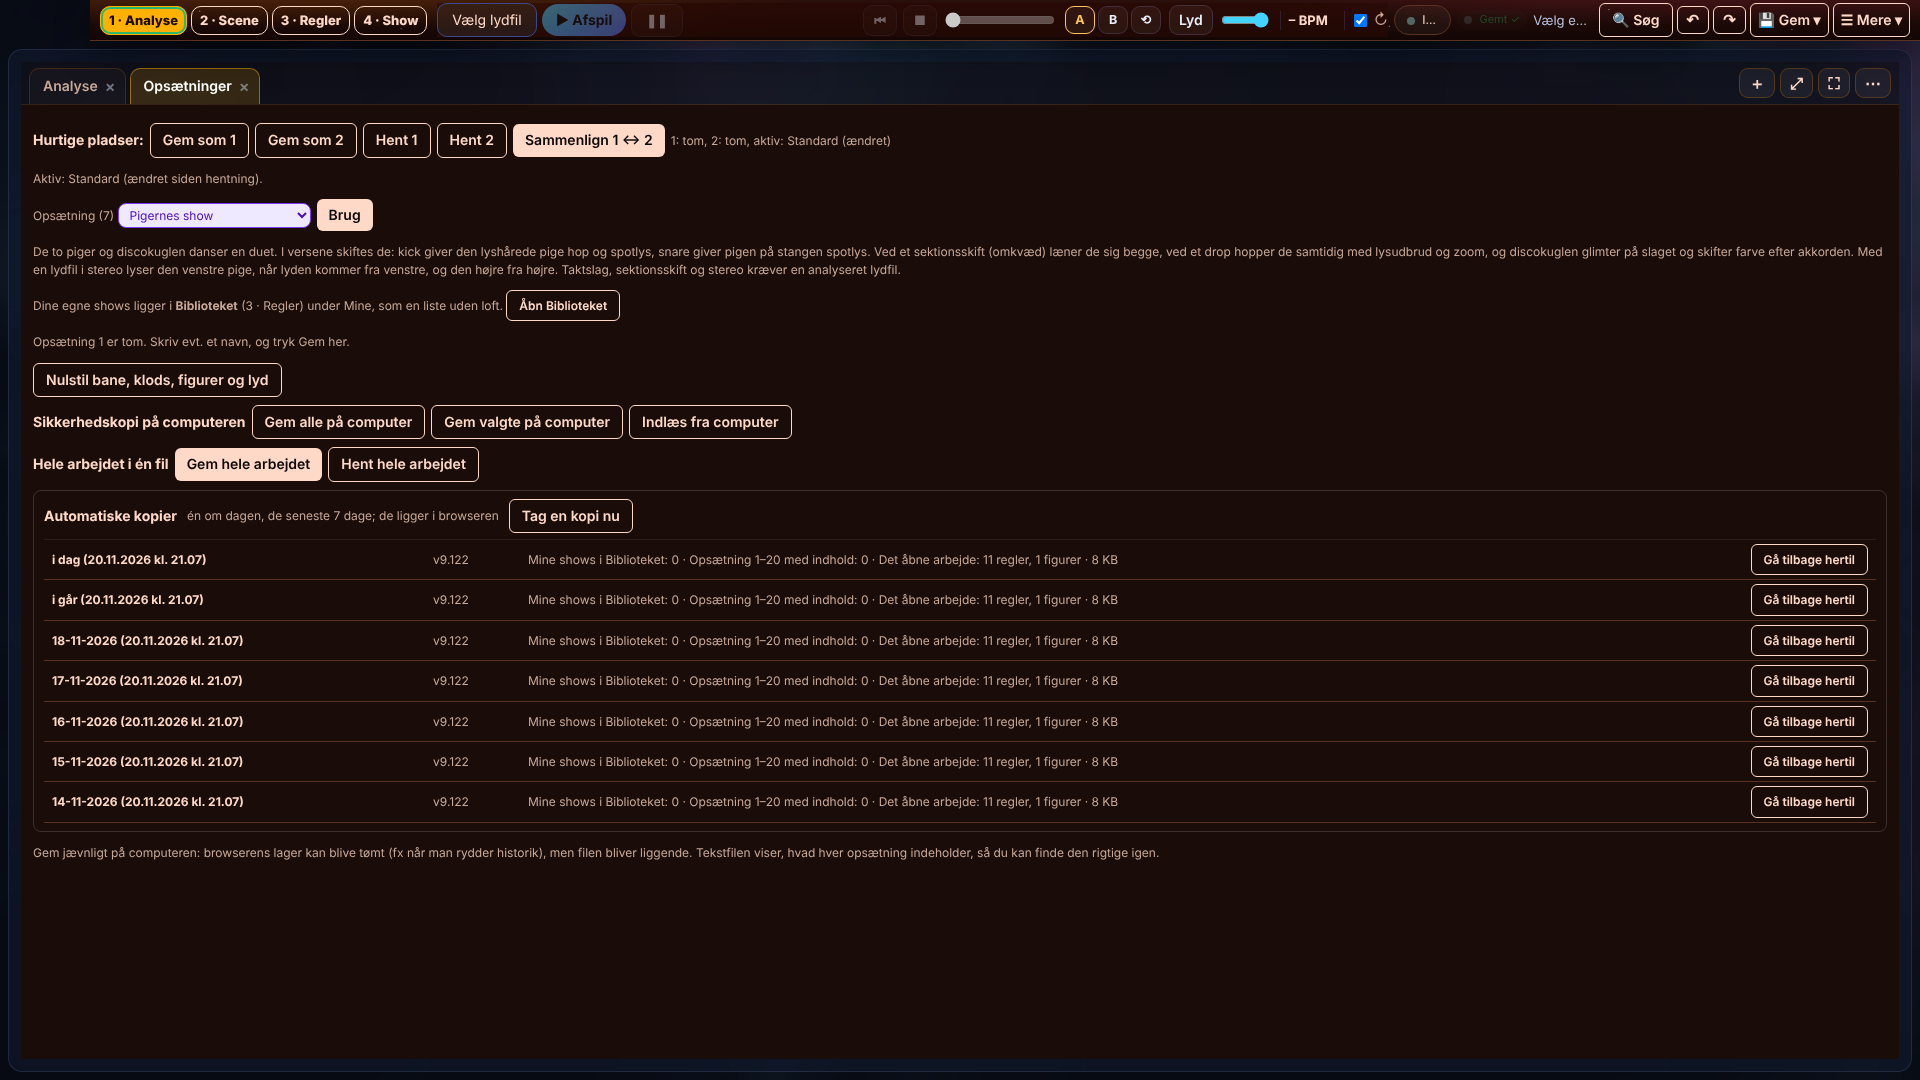 1 · Analyse 2 · Scene 3 · Regler 4 · Show Vælg lydfil ▶ Afspil ❚❚ ⏮ ⏹ A B ⟲ Lyd – BPM I... Gemt ✓ Vælg e... 🔍 Søg ↶ ↷ 💾 Gem ▾ ☰ Mere ▾
Analyse × Opsætninger × + ⤢ ⛶ ⋯
Hurtige pladser: Gem som 1 Gem som 2 Hent 1 Hent 2 Sammenlign 1 ↔ 2 1: tom, 2: tom, aktiv: Standard (ændret)
Aktiv: Standard (ændret siden hentning).
Opsætning (7) Pigernes show Brug
De to piger og discokuglen danser en duet. I versene skiftes de: kick giver den lyshårede pige hop og spotlys, snare giver pigen på stangen spotlys. Ved et sektionsskift (omkvæd) læner de sig begge, ved et drop hopper de samtidig med lysudbrud og zoom, og discokuglen glimter på slaget og skifter farve efter akkorden. Med
en lydfil i stereo lyser den venstre pige, når lyden kommer fra venstre, og den højre fra højre. Taktslag, sektionsskift og stereo kræver en analyseret lydfil.
Dine egne shows ligger i Biblioteket (3 · Regler) under Mine, som en liste uden loft. Åbn Biblioteket
Opsætning 1 er tom. Skriv evt. et navn, og tryk Gem her.
Nulstil bane, klods, figurer og lyd
Sikkerhedskopi på computeren Gem alle på computer Gem valgte på computer Indlæs fra computer
Hele arbejdet i én fil Gem hele arbejdet Hent hele arbejdet
Automatiske kopier én om dagen, de seneste 7 dage; de ligger i browseren Tag en kopi nu
i dag (20.11.2026 kl. 21.07) v9.122 Mine shows i Biblioteket: 0 · Opsætning 1–20 med indhold: 0 · Det åbne arbejde: 11 regler, 1 figurer · 8 KB Gå tilbage hertil
i går (20.11.2026 kl. 21.07) v9.122 Mine shows i Biblioteket: 0 · Opsætning 1–20 med indhold: 0 · Det åbne arbejde: 11 regler, 1 figurer · 8 KB Gå tilbage hertil
18-11-2026 (20.11.2026 kl. 21.07) v9.122 Mine shows i Biblioteket: 0 · Opsætning 1–20 med indhold: 0 · Det åbne arbejde: 11 regler, 1 figurer · 8 KB Gå tilbage hertil
17-11-2026 (20.11.2026 kl. 21.07) v9.122 Mine shows i Biblioteket: 0 · Opsætning 1–20 med indhold: 0 · Det åbne arbejde: 11 regler, 1 figurer · 8 KB Gå tilbage hertil
16-11-2026 (20.11.2026 kl. 21.07) v9.122 Mine shows i Biblioteket: 0 · Opsætning 1–20 med indhold: 0 · Det åbne arbejde: 11 regler, 1 figurer · 8 KB Gå tilbage hertil
15-11-2026 (20.11.2026 kl. 21.07) v9.122 Mine shows i Biblioteket: 0 · Opsætning 1–20 med indhold: 0 · Det åbne arbejde: 11 regler, 1 figurer · 8 KB Gå tilbage hertil
14-11-2026 (20.11.2026 kl. 21.07) v9.122 Mine shows i Biblioteket: 0 · Opsætning 1–20 med indhold: 0 · Det åbne arbejde: 11 regler, 1 figurer · 8 KB Gå tilbage hertil
Gem jævnligt på computeren: browserens lager kan blive tømt (fx når man rydder historik), men filen bliver liggende. Tekstfilen viser, hvad hver opsætning indeholder, så du kan finde den rigtige igen.